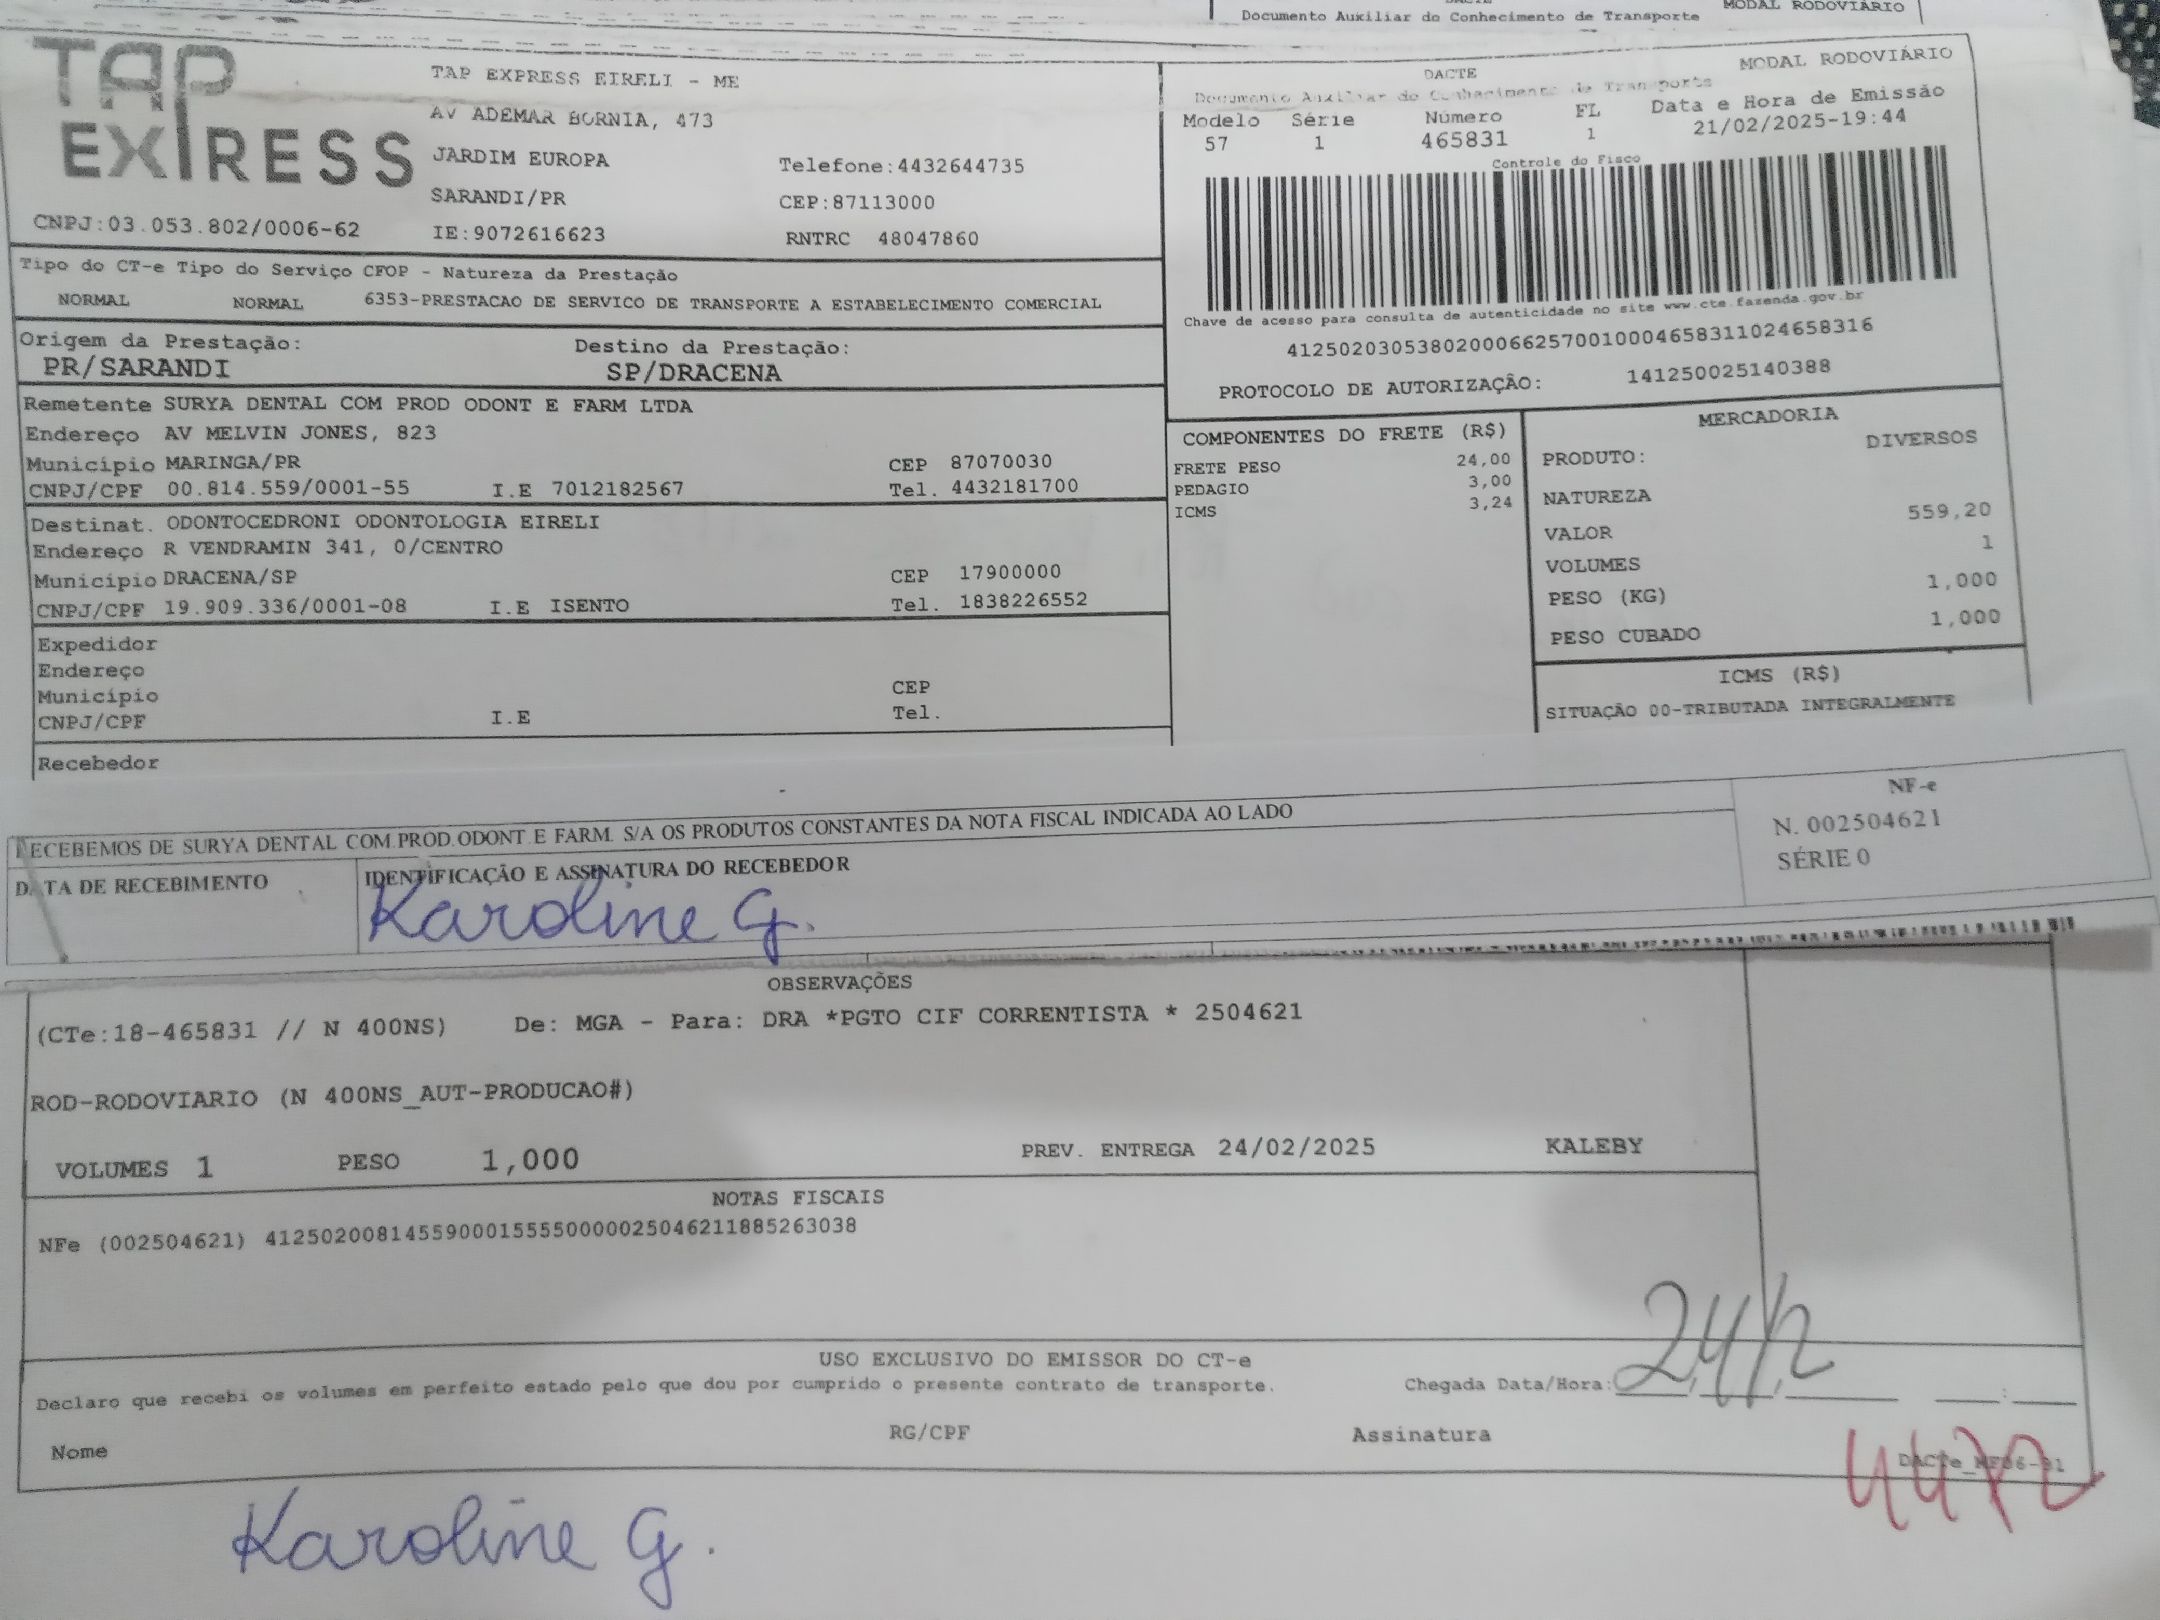 Documento Auxiliar do Conhecimento de Transporte
MODAL RODOVIÁRIO
TAP EXPRESS
TAP EXPRESS EIRELI - ME
AV ADEMAR BORNIA, 473
JARDIM EUROPA Telefone:4432644735
SARANDI/PR CEP:87113000
CNPJ:03.053.802/0006-62 IE:9072616623 RNTRC 48047860
DACTE MODAL RODOVIÁRIO
Documento Auxiliar do Conhecimento de Transporte
Modelo Série Número FL Data e Hora de Emissão
57 1 465831 1 21/02/2025-19:44
Controle do Fisco
Chave de acesso para consulta de autenticidade no site www.cte.fazenda.gov.br
41250203053802000662570010004658311024658316
PROTOCOLO DE AUTORIZAÇÃO: 141250025140388
Tipo do CT-e Tipo do Serviço CFOP - Natureza da Prestação
NORMAL NORMAL 6353-PRESTACAO DE SERVICO DE TRANSPORTE A ESTABELECIMENTO COMERCIAL
Origem da Prestação: Destino da Prestação:
PR/SARANDI SP/DRACENA
Remetente SURYA DENTAL COM PROD ODONT E FARM LTDA
Endereço AV MELVIN JONES, 823
Município MARINGA/PR CEP 87070030
CNPJ/CPF 00.814.559/0001-55 I.E 7012182567 Tel. 4432181700
Destinat. ODONTOCEDRONI ODONTOLOGIA EIRELI
Endereço R VENDRAMIN 341, 0/CENTRO
Município DRACENA/SP CEP 17900000
CNPJ/CPF 19.909.336/0001-08 I.E ISENTO Tel. 1838226552
Expedidor
Endereço
Município CEP
CNPJ/CPF I.E Tel.
Recebedor
COMPONENTES DO FRETE (R$)
FRETE PESO 24,00
PEDAGIO 3,00
ICMS 3,24
MERCADORIA
PRODUTO: DIVERSOS
NATUREZA
VALOR 559,20
VOLUMES 1
PESO (KG) 1,000
PESO CUBADO 1,000
ICMS (R$)
SITUAÇÃO 00-TRIBUTADA INTEGRALMENTE
RECEBEMOS DE SURYA DENTAL COM.PROD.ODONT E FARM. S/A OS PRODUTOS CONSTANTES DA NOTA FISCAL INDICADA AO LADO
DATA DE RECEBIMENTO IDENTIFICAÇÃO E ASSINATURA DO RECEBEDOR
Karoline G.
NF-e
N. 002504621
SÉRIE 0
OBSERVAÇÕES
(CTe:18-465831 // N 400NS) De: MGA - Para: DRA *PGTO CIF CORRENTISTA * 2504621
ROD-RODOVIARIO (N 400NS_AUT-PRODUCAO#)
VOLUMES 1 PESO 1,000 PREV. ENTREGA 24/02/2025 KALEBY
NOTAS FISCAIS
NFe (002504621) 41250200814559000155550000025046211885263038
USO EXCLUSIVO DO EMISSOR DO CT-e
Declaro que recebi os volumes em perfeito estado pelo que dou por cumprido o presente contrato de transporte. Chegada Data/Hora: 24/2
Nome RG/CPF Assinatura
Karoline G.